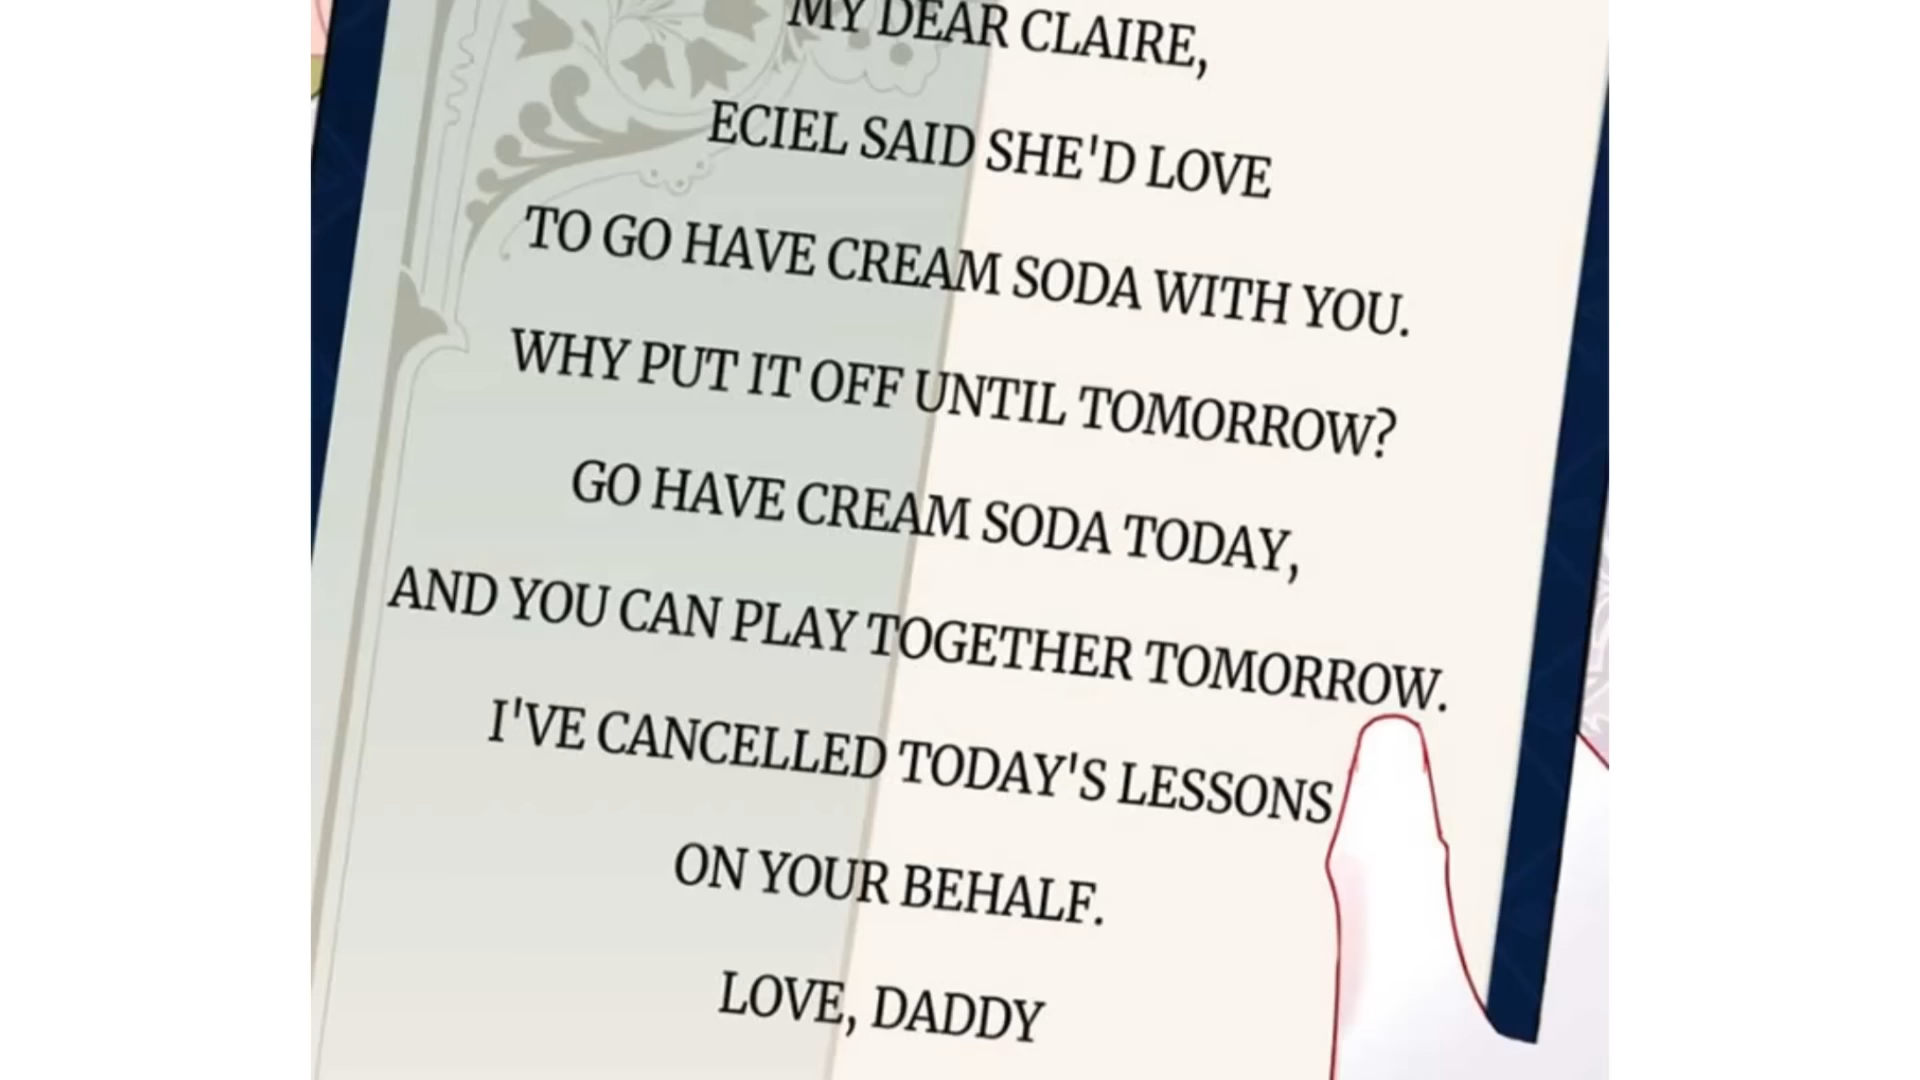 MY DEAR CLAIRE,
ECIEL SAID SHE'D LOVE
TO GO HAVE CREAM SODA WITH YOU.
WHY PUT IT OFF UNTIL TOMORROW?
GO HAVE CREAM SODA TODAY,
AND YOU CAN PLAY TOGETHER TOMORROW.
I'VE CANCELLED TODAY'S LESSONS
ON YOUR BEHALF.
LOVE, DADDY